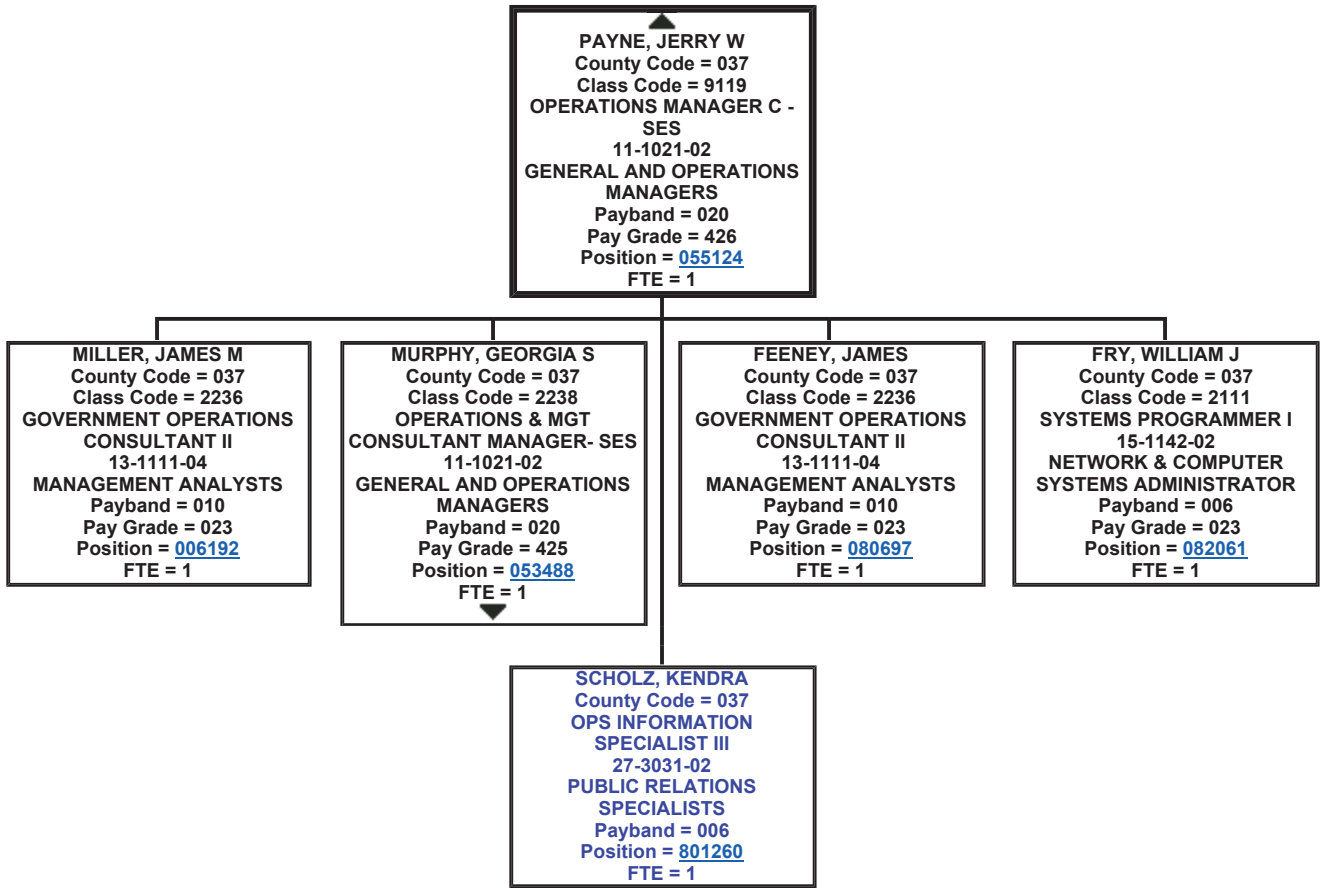 PAYNE, JERRY W
County Code = 037
Class Code = 9119
OPERATIONS MANAGER C -
SES
11-1021-02
GENERAL AND OPERATIONS
MANAGERS
Payband = 020
Pay Grade = 426
Position = 055124
FTE = 1
MILLER, JAMES M
County Code = 037
Class Code = 2236
GOVERNMENT OPERATIONS
CONSULTANT II
13-1111-04
MANAGEMENT ANALYSTS
Payband = 010
Pay Grade = 023
Position = 006192
FTE = 1
MURPHY, GEORGIA S
County Code = 037
Class Code = 2238
OPERATIONS & MGT
CONSULTANT MANAGER- SES
11-1021-02
GENERAL AND OPERATIONS
MANAGERS
Payband = 020
Pay Grade = 425
Position = 053488
FTE = 1
FEENEY, JAMES
County Code = 037
Class Code = 2236
GOVERNMENT OPERATIONS
CONSULTANT II
13-1111-04
MANAGEMENT ANALYSTS
Payband = 010
Pay Grade = 023
Position = 080697
FTE = 1
FRY, WILLIAM J
County Code = 037
Class Code = 2111
SYSTEMS PROGRAMMER I
15-1142-02
NETWORK & COMPUTER
SYSTEMS ADMINISTRATOR
Payband = 006
Pay Grade = 023
Position = 082061
FTE = 1
SCHOLZ, KENDRA
County Code = 037
OPS INFORMATION
SPECIALIST III
27-3031-02
PUBLIC RELATIONS
SPECIALISTS
Payband = 006
Position = 801260
FTE = 1